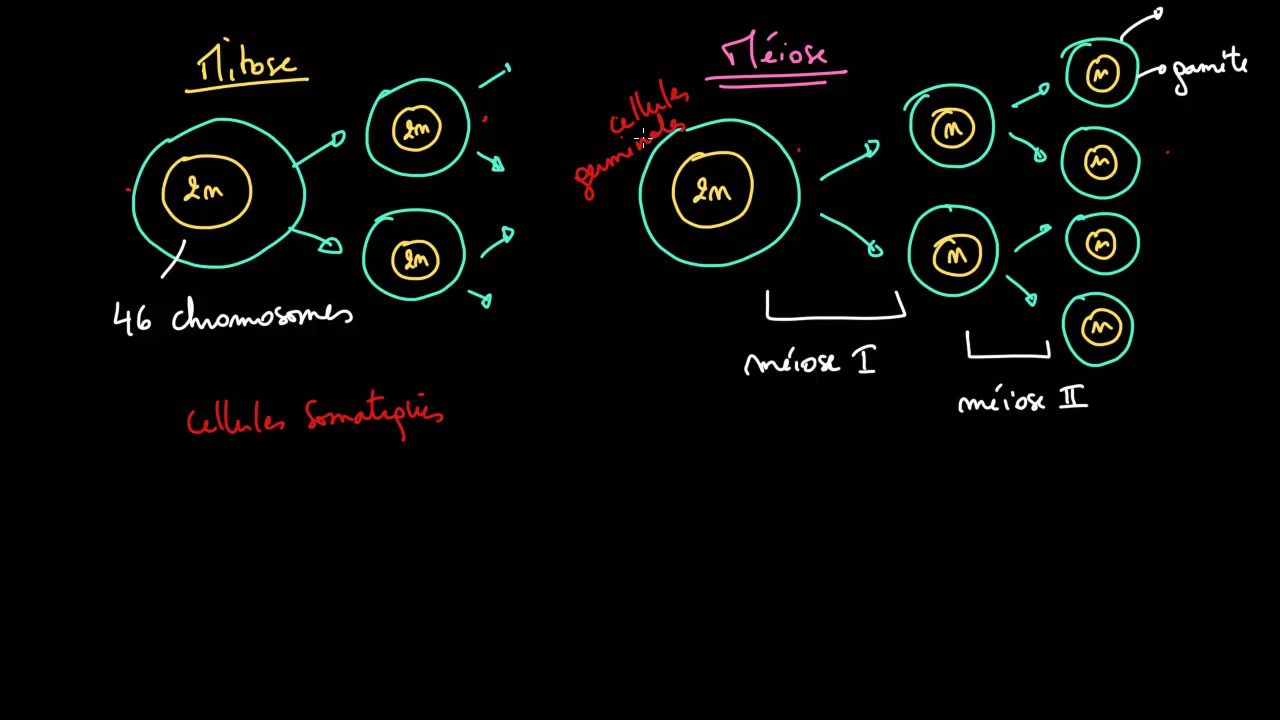 Mitose
2n
2n
2n
46 chromosomes
cellules somatiques
Méiose
cellules
germinales
2n
n
n
n
gamète
n
n
n
méiose I
méiose II